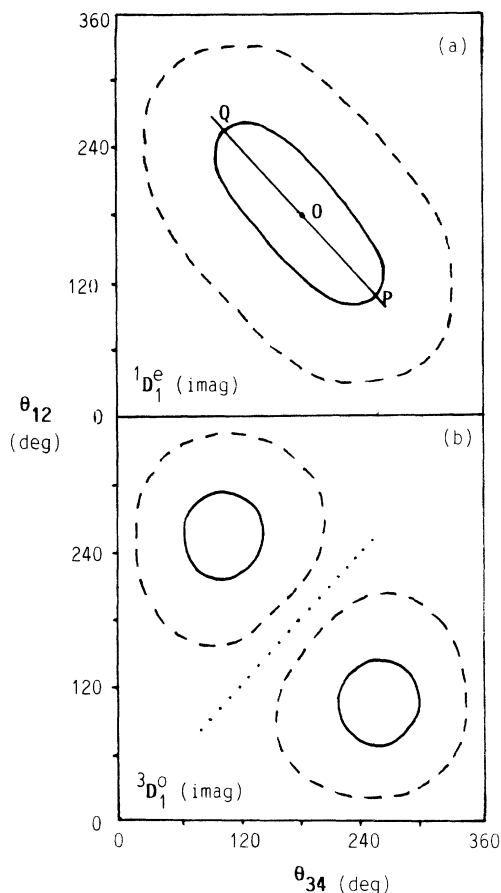 360
(a)
Q
240
O
120
P
¹Dᵉ₁ (imag)
θ₁₂
(deg)
0
(b)
240
120
³Dᵒ₁ (imag)
0
0
120
240
360
θ₃₄ (deg)